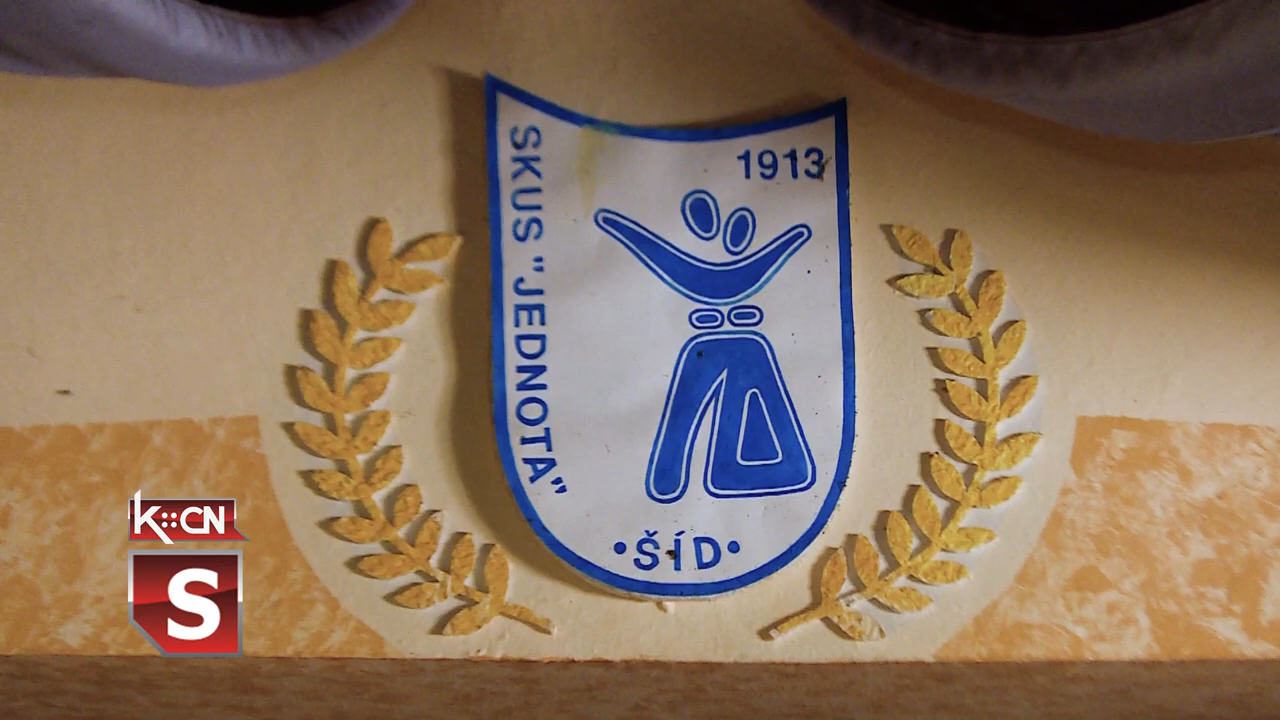 1913
SKUS "JEDNOTA"
•ŠÍD•
K::CN
S